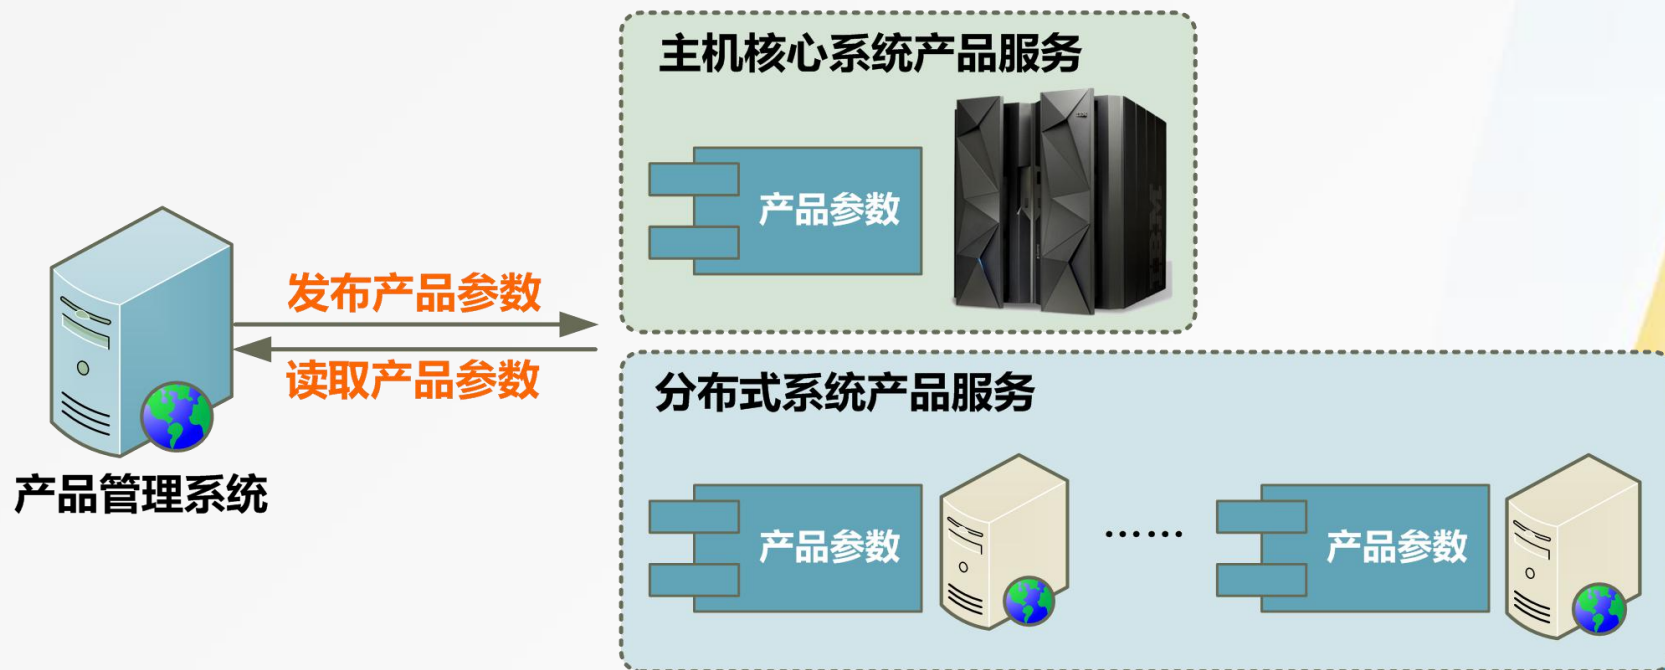 主机核心系统产品服务
产品参数
IBM
发布产品参数
读取产品参数
产品管理系统
分布式系统产品服务
产品参数
……
产品参数